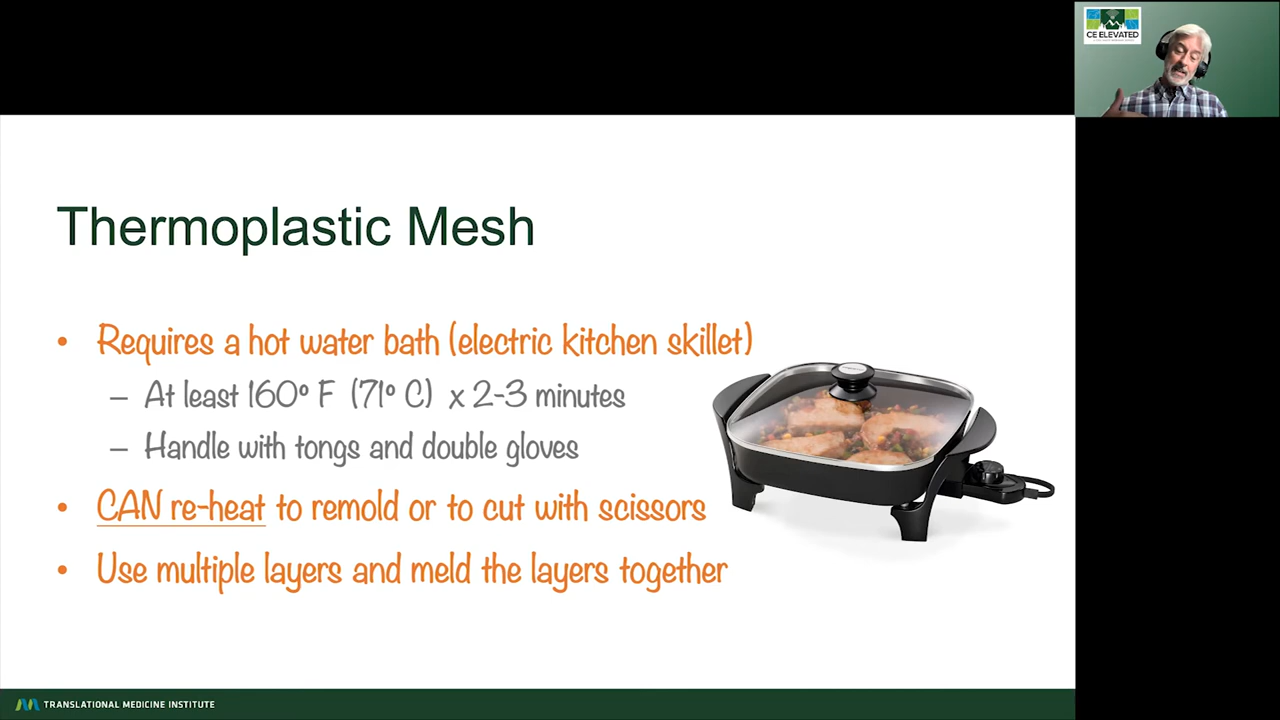 CE ELEVATED
Thermoplastic Mesh
• Requires a hot water bath (electric kitchen skillet)
– At least 160º F (71º C) x 2-3 minutes
– Handle with tongs and double gloves
• CAN re-heat to remold or to cut with scissors
• Use multiple layers and meld the layers together
TRANSLATIONAL MEDICINE INSTITUTE